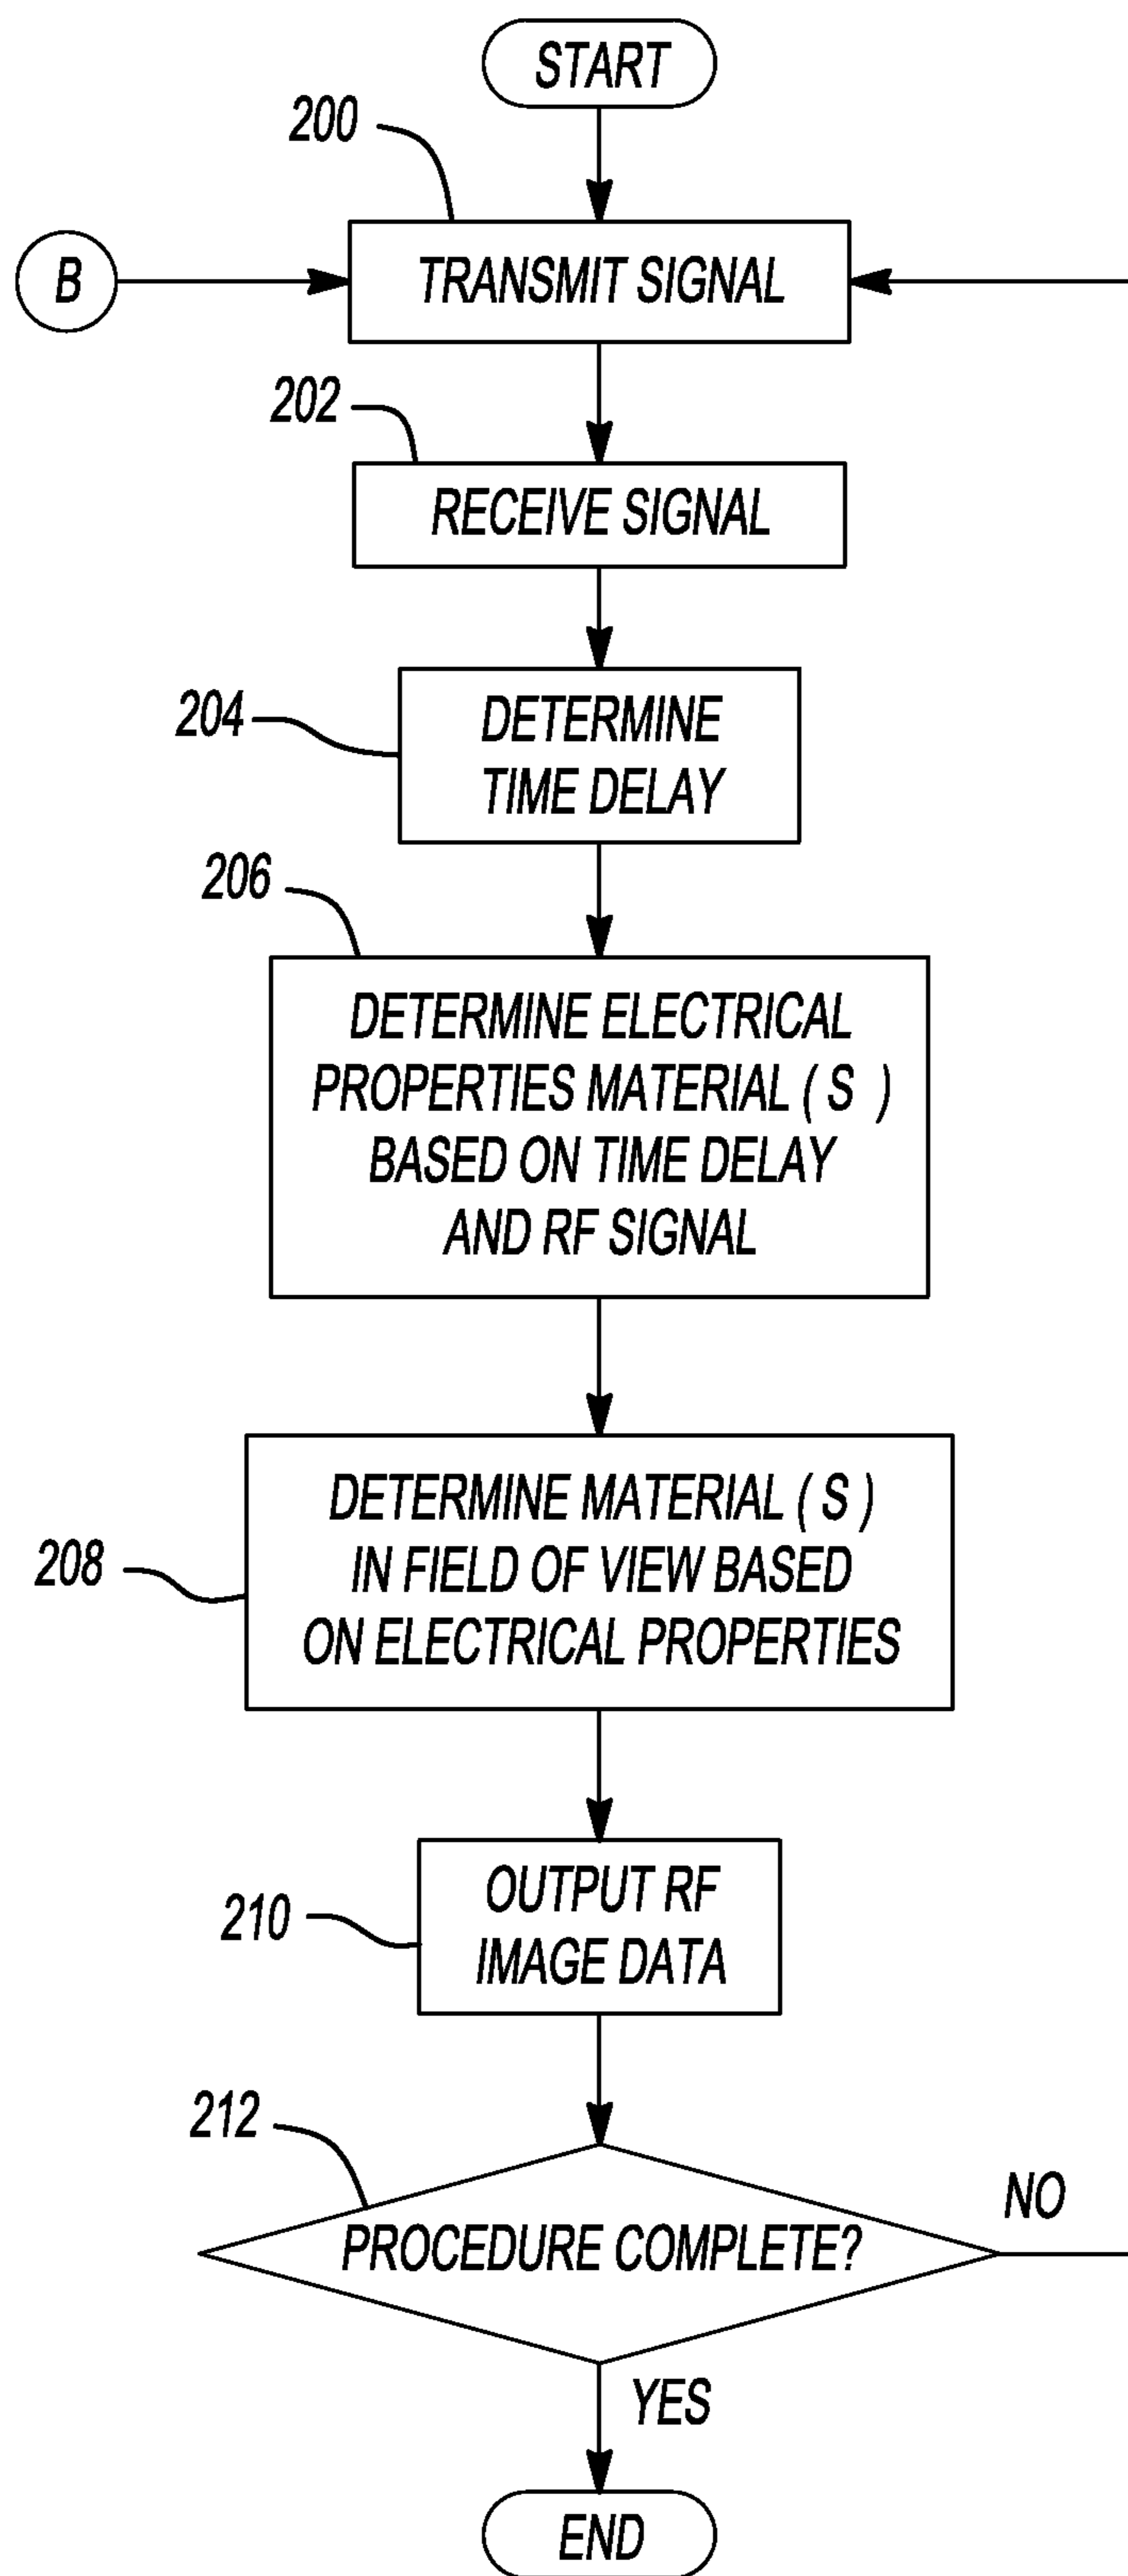 START
200
B
TRANSMIT SIGNAL
202
RECEIVE SIGNAL
204
DETERMINE
TIME DELAY
206
DETERMINE ELECTRICAL
PROPERTIES MATERIAL ( S )
BASED ON TIME DELAY
AND RF SIGNAL
208
DETERMINE MATERIAL ( S )
IN FIELD OF VIEW BASED
ON ELECTRICAL PROPERTIES
210
OUTPUT RF
IMAGE DATA
212
PROCEDURE COMPLETE?
NO
YES
END